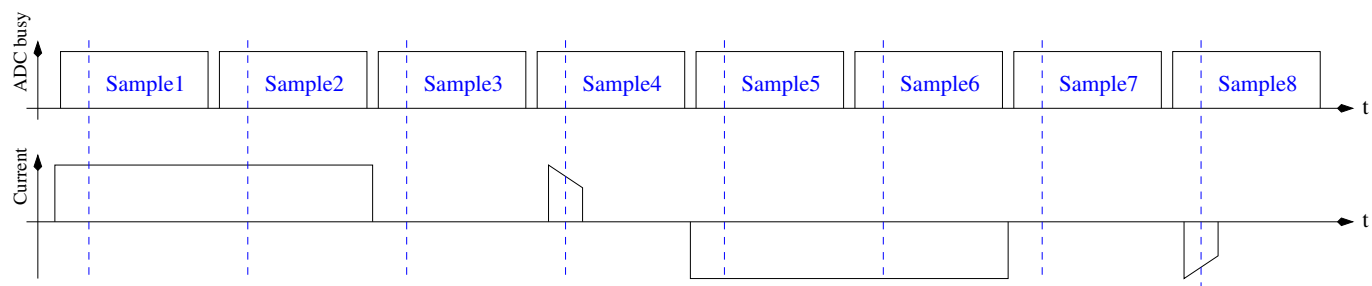 ADC busy
Sample1 Sample2 Sample3 Sample4 Sample5 Sample6 Sample7 Sample8
t
Current
t